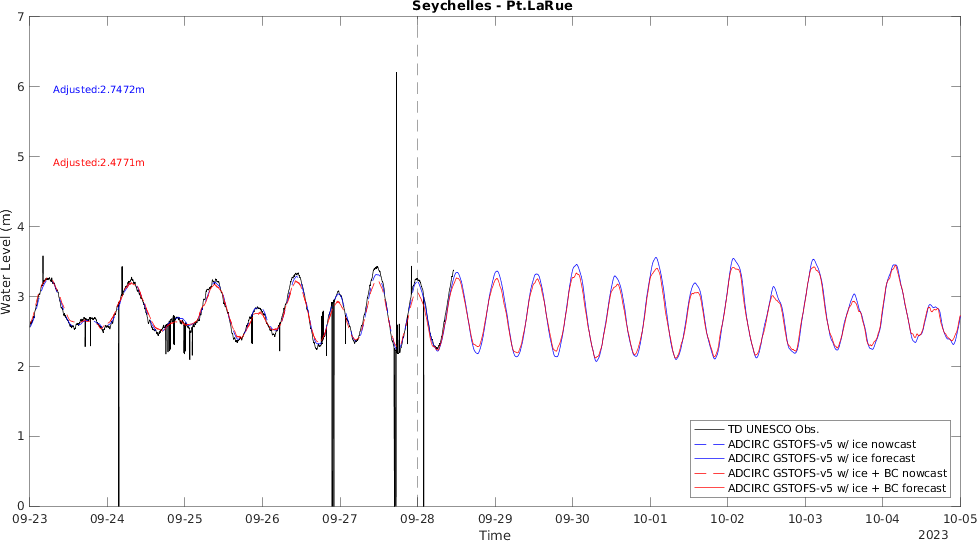 Seychelles - Pt.LaRue
7
6
5
4
3
2
1
0
Water Level (m)
Adjusted:2.7472m
Adjusted:2.4771m
TD UNESCO Obs.
ADCIRC GSTOFS-v5 w/ ice nowcast
ADCIRC GSTOFS-v5 w/ ice forecast
ADCIRC GSTOFS-v5 w/ ice + BC nowcast
ADCIRC GSTOFS-v5 w/ ice + BC forecast
09-23 09-24 09-25 09-26 09-27 09-28 09-29 09-30 10-01 10-02 10-03 10-04 10-05
Time
2023